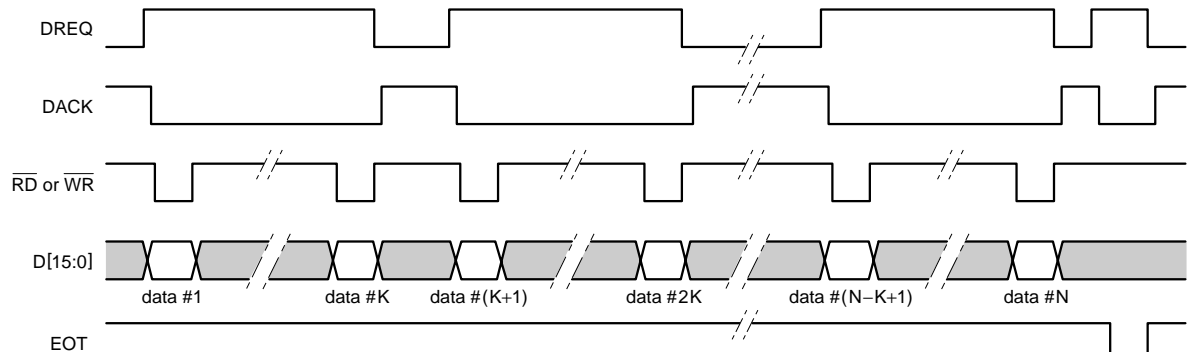 DREQ
DACK
RD or WR
D[15:0]
data #1 data #K data #(K+1) data #2K data #(N−K+1) data #N
EOT